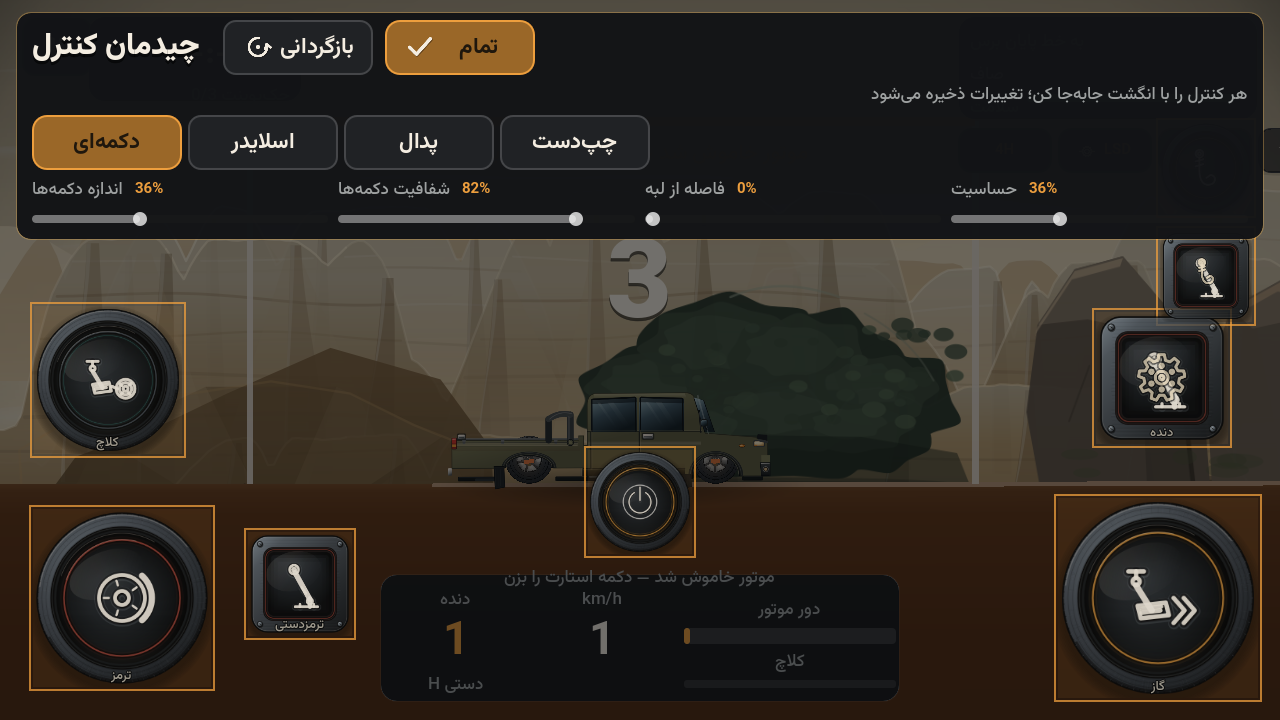 چیدمان کنترل
بازگردانی
تمام
هر کنترل را با انگشت جابه‌جا کن؛ تغییرات ذخیره می‌شود
دکمه‌ای
اسلایدر
پدال
چپ‌دست
اندازه دکمه‌ها 36%
شفافیت دکمه‌ها 82%
فاصله از لبه 0%
حساسیت 36%
3
کلاچ
دنده
ترمز
ترمزدستی
گاز
موتور خاموش شد – دکمه استارت را بزن
دنده
km/h
دور موتور
1
1
کلاچ
دستی H